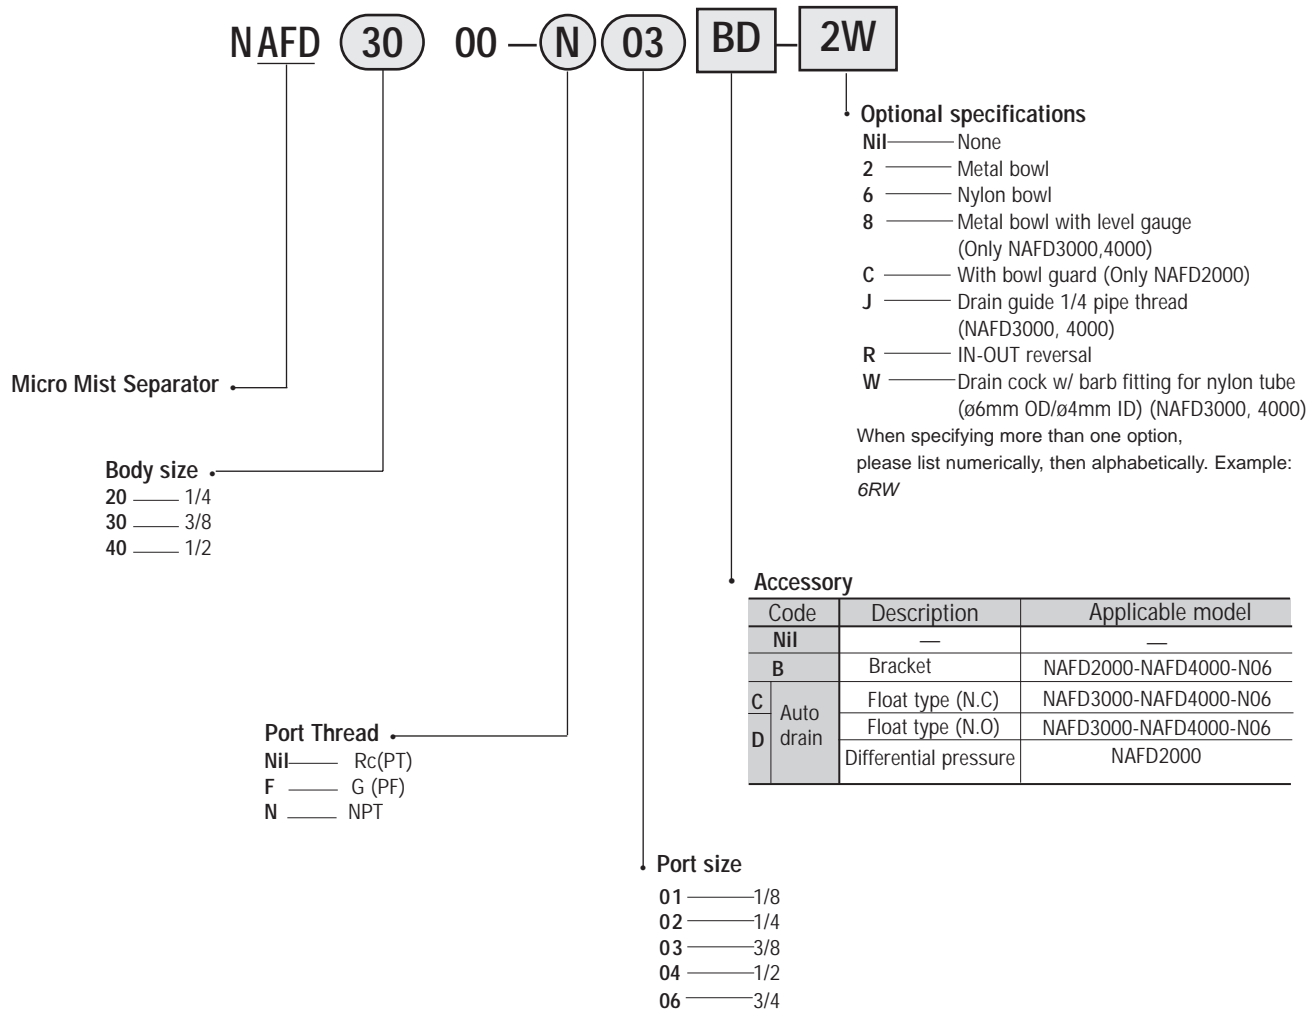 NAFD 30 00 — N 03 BD - 2W
Optional specifications
Nil None
2 Metal bowl
6 Nylon bowl
8 Metal bowl with level gauge
(Only NAFD3000,4000)
C With bowl guard (Only NAFD2000)
J Drain guide 1/4 pipe thread
(NAFD3000, 4000)
R IN-OUT reversal
W Drain cock w/ barb fitting for nylon tube
(ø6mm OD/ø4mm ID) (NAFD3000, 4000)
When specifying more than one option,
please list numerically, then alphabetically. Example:
6RW
Micro Mist Separator
Body size
20 1/4
30 3/8
40 1/2
Accessory
Code Description Applicable model
Nil — —
B Bracket NAFD2000-NAFD4000-N06
C Auto drain Float type (N.C) NAFD3000-NAFD4000-N06
D Float type (N.O) NAFD3000-NAFD4000-N06
Differential pressure NAFD2000
Port Thread
Nil Rc(PT)
F G (PF)
N NPT
Port size
01 1/8
02 1/4
03 3/8
04 1/2
06 3/4